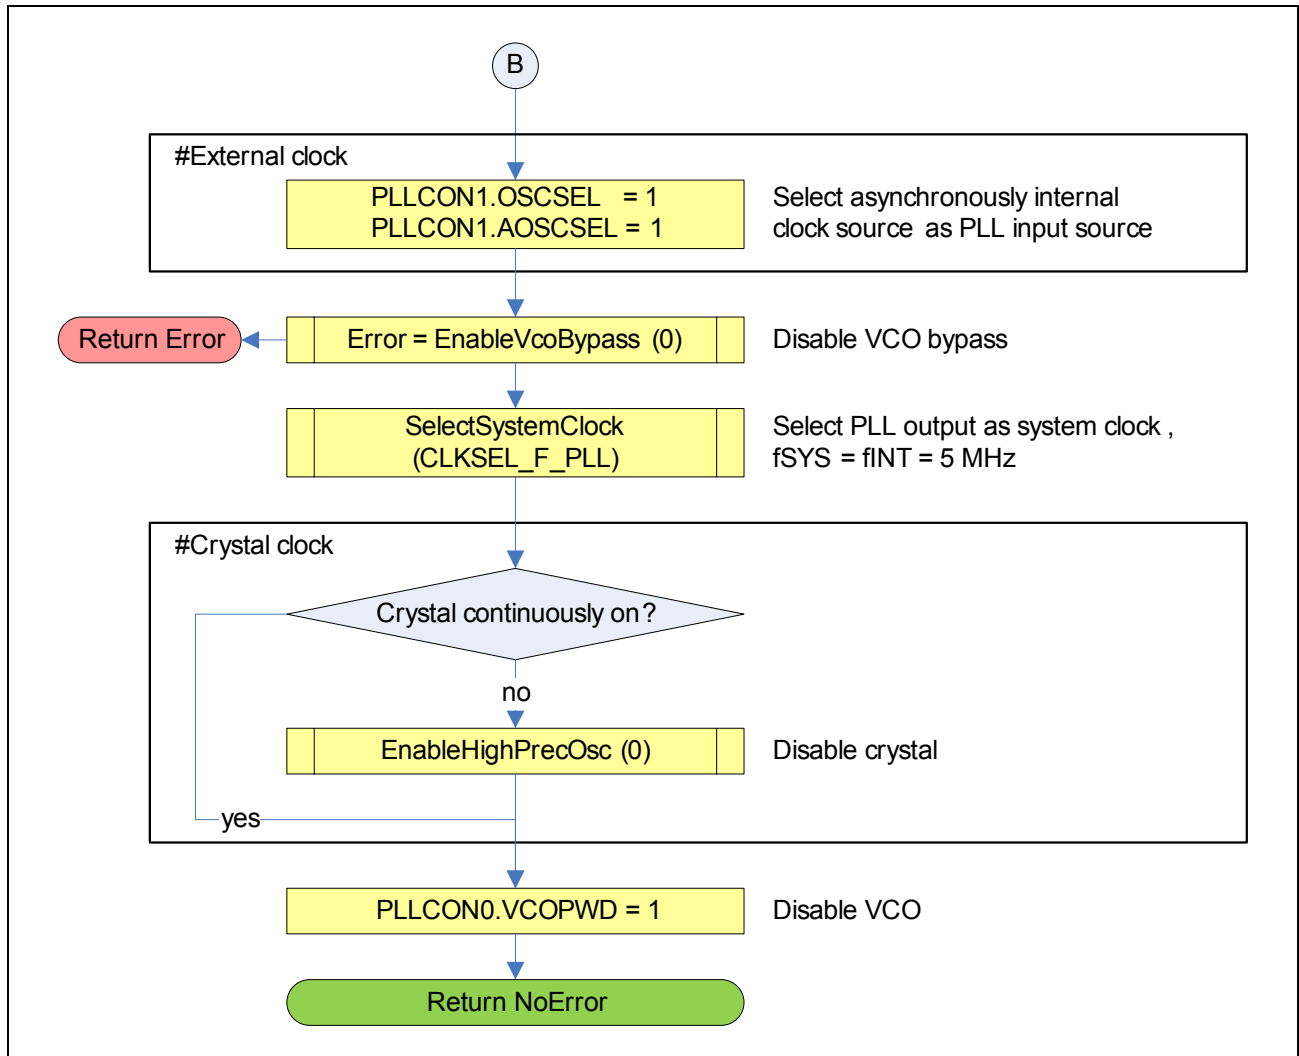 B
#External clock
PLLCON1.OSCSEL = 1
PLLCON1.AOSCSEL = 1
Select asynchronously internal
clock source as PLL input source
Return Error
Error = EnableVcoBypass (0)
Disable VCO bypass
SelectSystemClock
(CLKSEL_F_PLL)
Select PLL output as system clock ,
fSYS = fINT = 5 MHz
#Crystal clock
Crystal continuously on?
no
EnableHighPrecOsc (0)
Disable crystal
yes
PLLCON0.VCOPWD = 1
Disable VCO
Return NoError